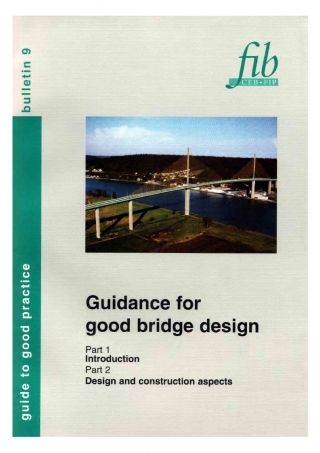 bulletin 9
fib
CEB-FIP
Guidance for
good bridge design
Part 1
Introduction
Part 2
Design and construction aspects
guide to good practice